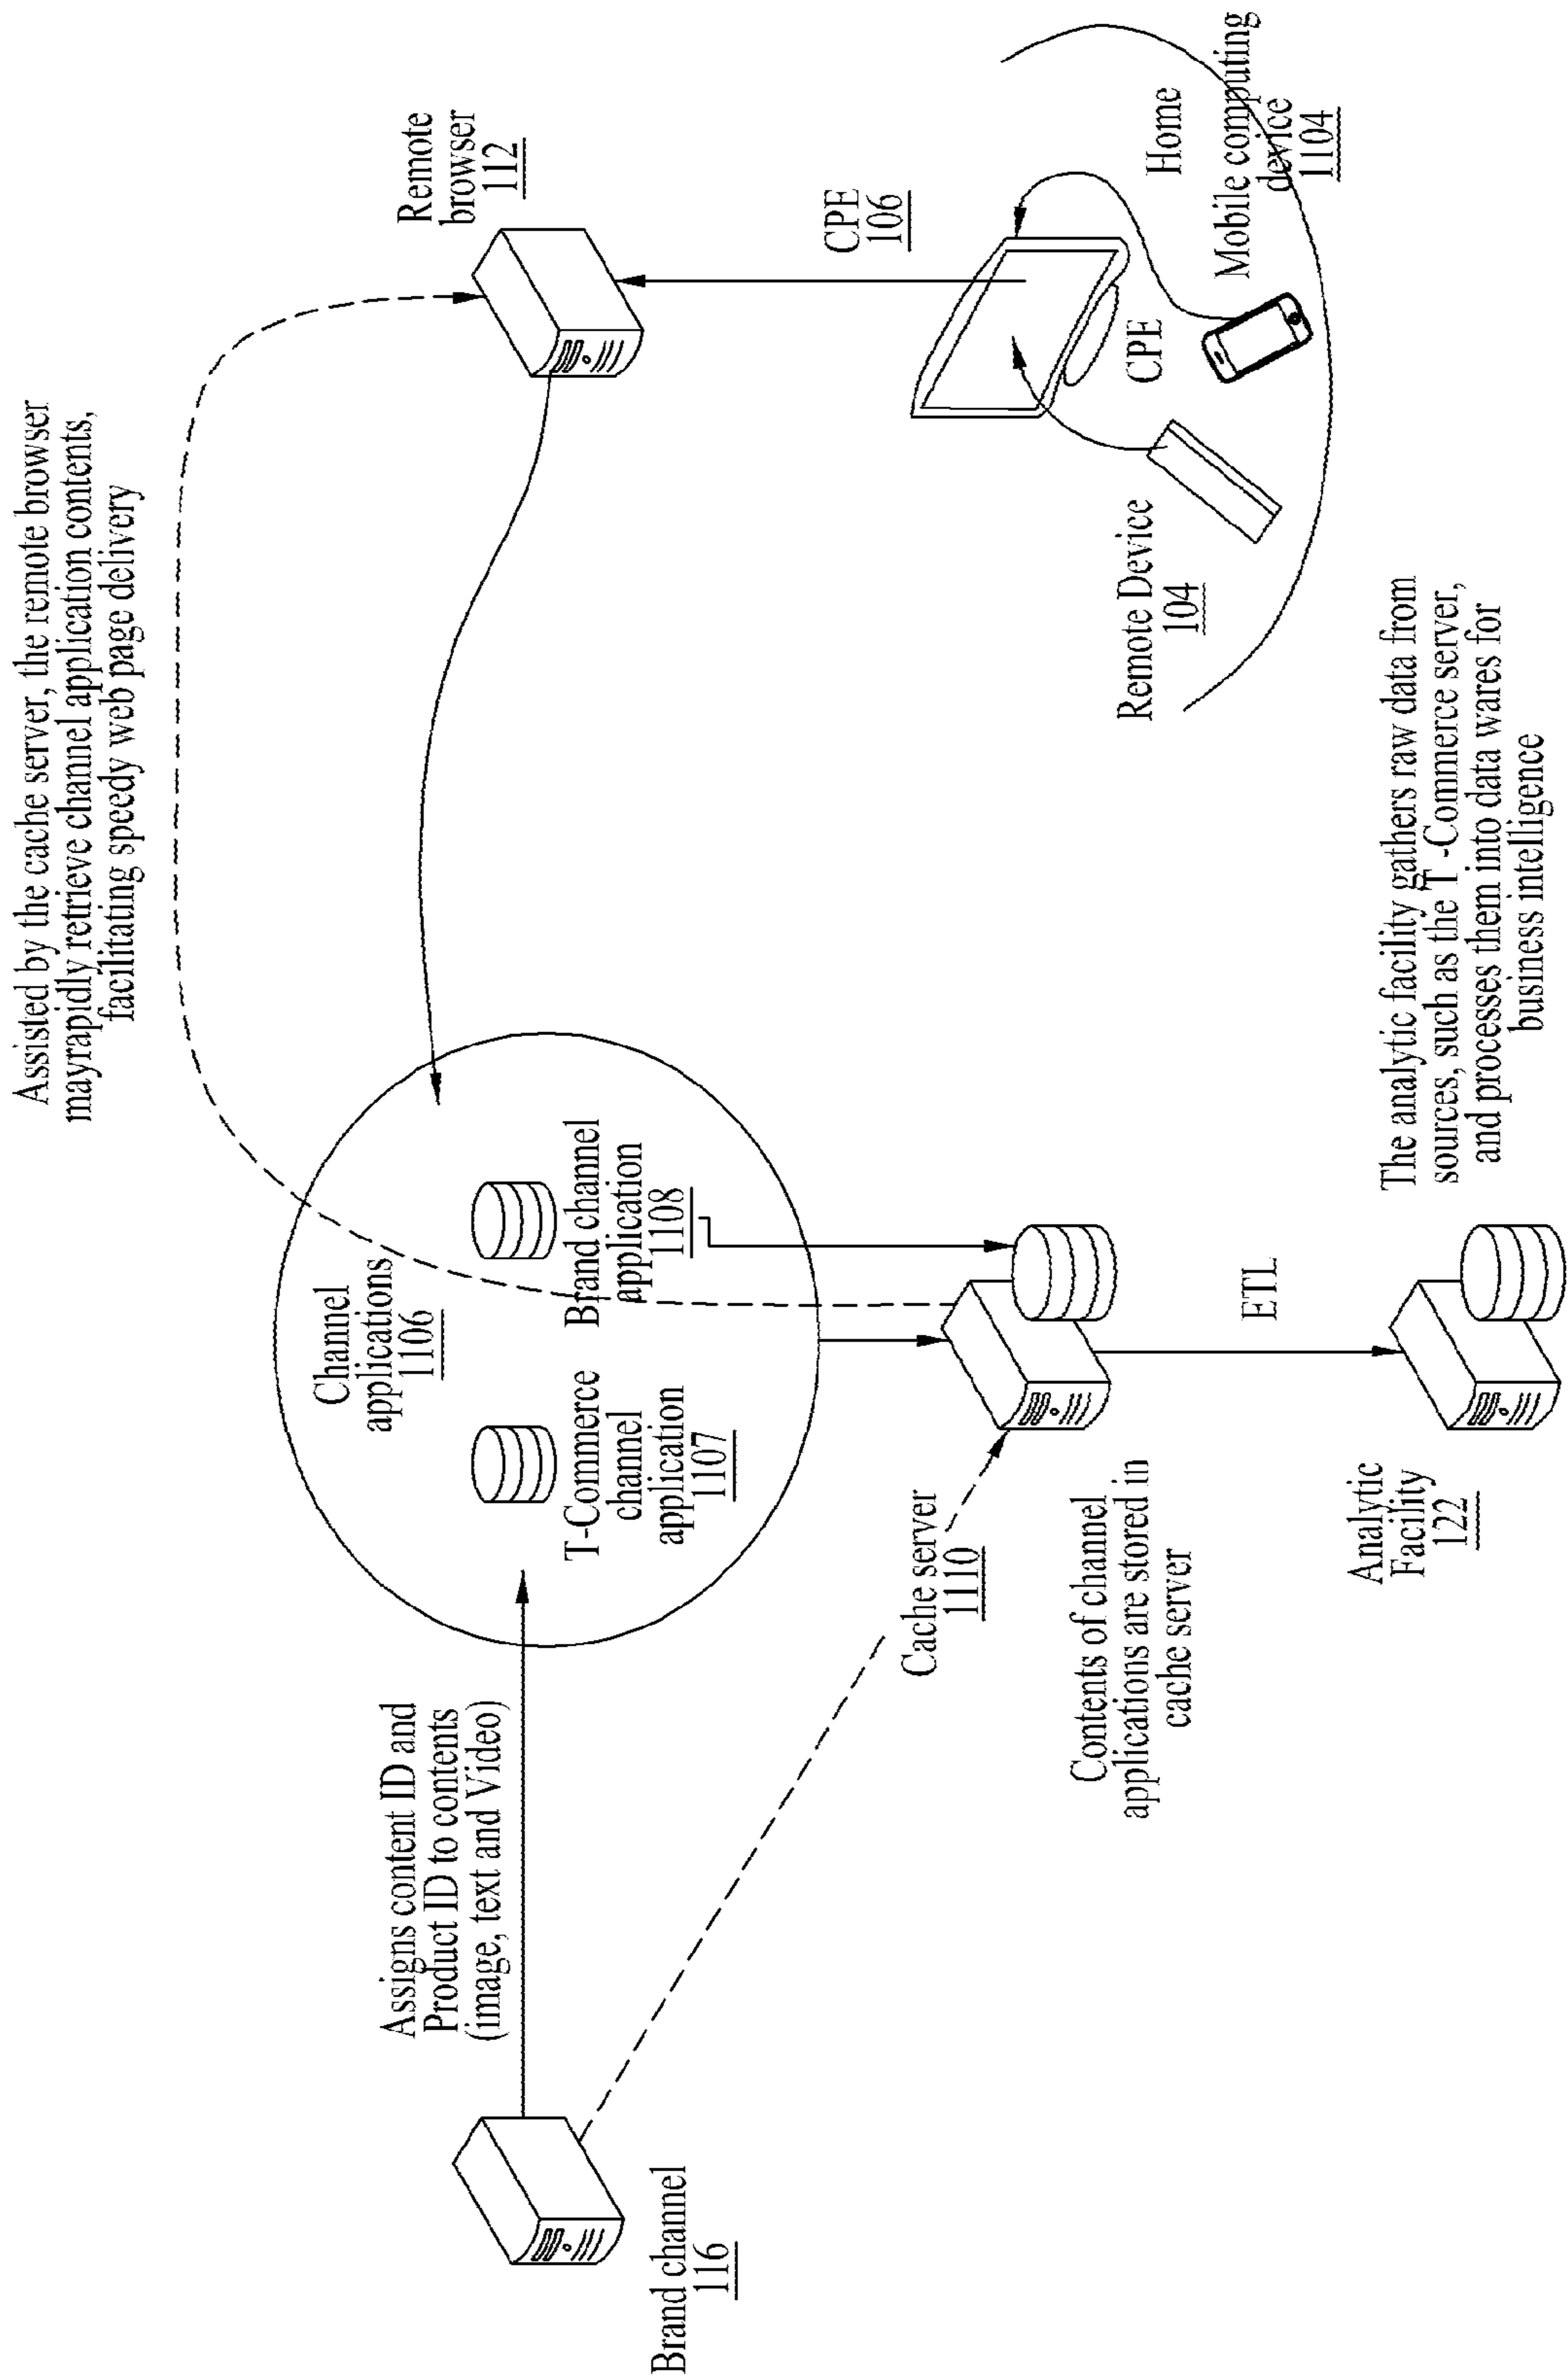 Assisted by the cache server, the remote browser
mayrapidly retrieve channel application contents,
facilitating speedy web page delivery
Remote
browser
112
Channel
applications
1106
T-Commerce
channel
application
1107
Brand channel
application
1108
Assigns content ID and
Product ID to contents
(image, text and Video)
Brand channel
116
CPE
106
CPE
Home
Mobile computing
device
1104
Remote Device
104
Cache server
1110
Contents of channel
applications are stored in
cache server
ETL
Analytic
Facility
122
The analytic facility gathers raw data from
sources, such as the T -Commerce server,
and processes them into data wares for
business intelligence